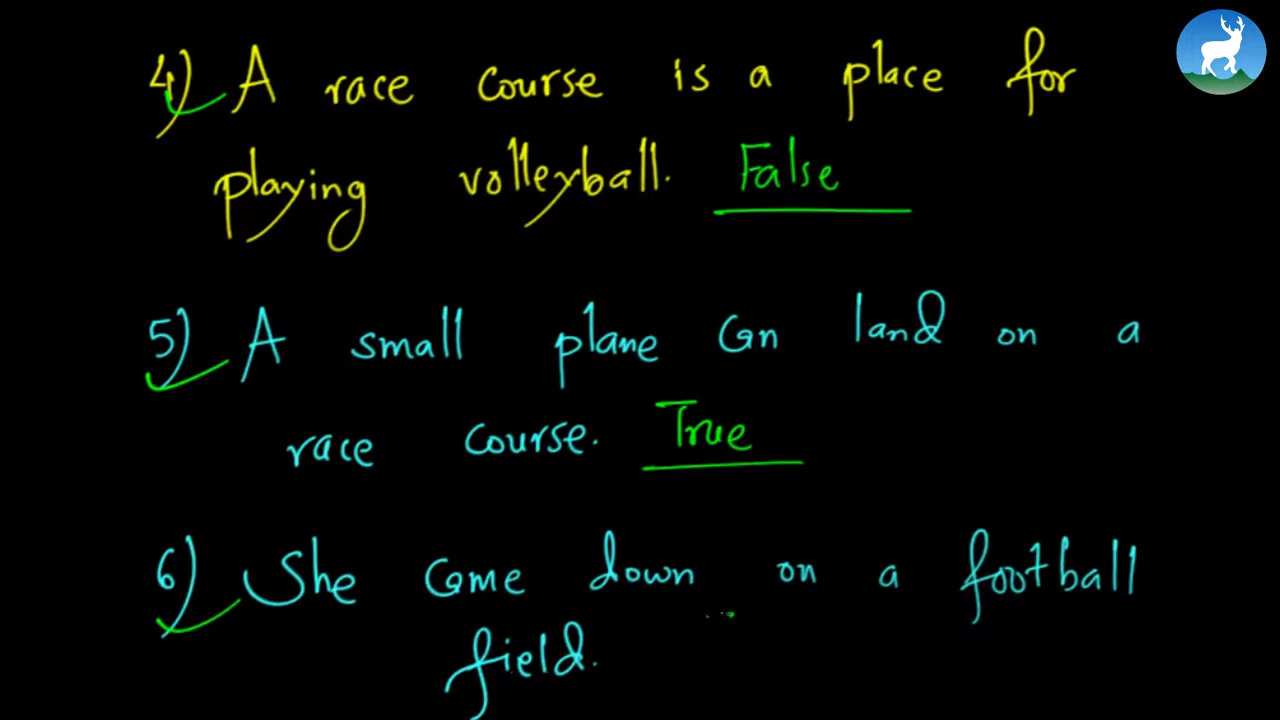 4) A race course is a place for
playing volleyball. False
5) A small plane can land on a
race course. True
6) She came down on a football
field.